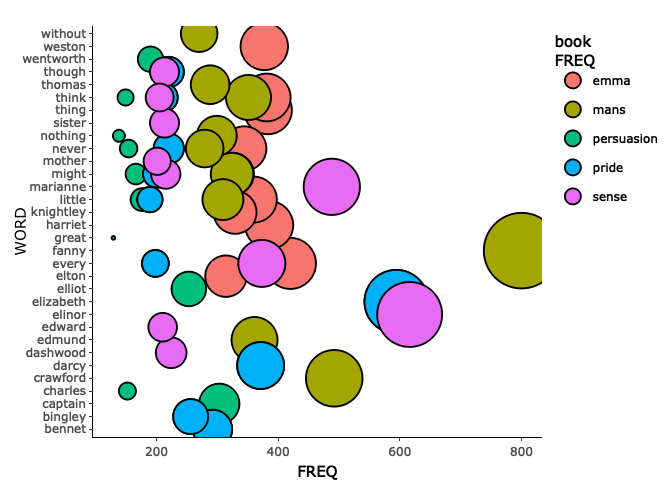 without
weston
wentworth
though
thomas
think
thing
sister
nothing
never
mother
might
marianne
little
knightley
harriet
great
fanny
every
elton
elliot
elizabeth
elinor
edward
edmund
dashwood
darcy
crawford
charles
captain
bingley
bennet
WORD
200 400 600 800
FREQ
book
FREQ
emma
mans
persuasion
pride
sense